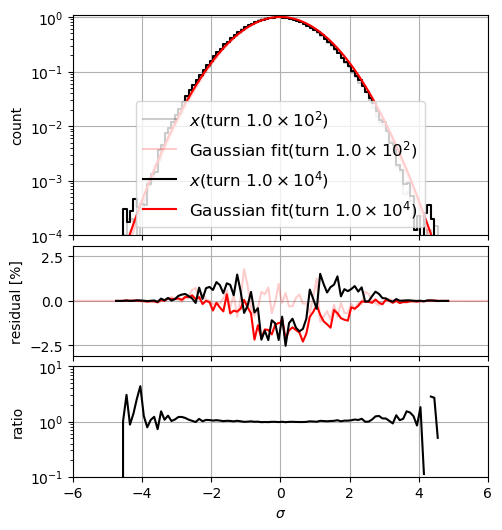 10⁰
10⁻¹
10⁻²
10⁻³
10⁻⁴
count
x(turn 1.0 × 10²)
Gaussian fit(turn 1.0 × 10²)
x(turn 1.0 × 10⁴)
Gaussian fit(turn 1.0 × 10⁴)
2.5
0.0
−2.5
residual [%]
10¹
10⁰
10⁻¹
ratio
−6 −4 −2 0 2 4 6
σ